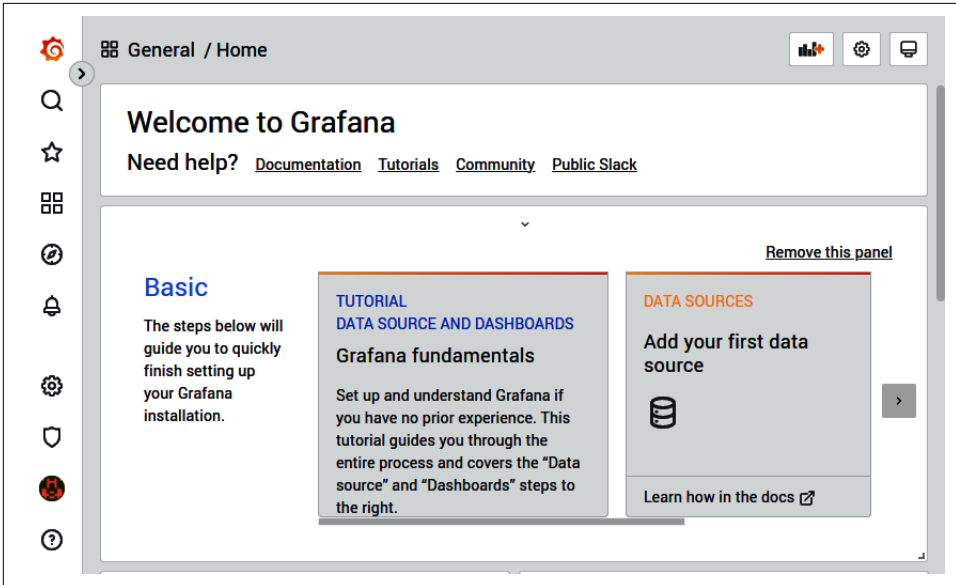 General / Home
Welcome to Grafana
Need help? Documentation Tutorials Community Public Slack
Remove this panel
Basic
The steps below will
guide you to quickly
finish setting up
your Grafana
installation.
TUTORIAL
DATA SOURCE AND DASHBOARDS
Grafana fundamentals
Set up and understand Grafana if
you have no prior experience. This
tutorial guides you through the
entire process and covers the “Data
source” and “Dashboards” steps to
the right.
DATA SOURCES
Add your first data
source
Learn how in the docs